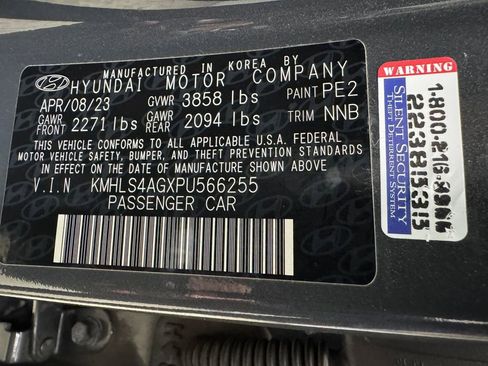 MANUFACTURED IN KOREA BY
HYUNDAI MOTOR COMPANY
APR/08/23 GVWR 3858 lbs PAINT PE2
GAWR FRONT 2271 lbs GAWR REAR 2094 lbs TRIM NNB
THIS VEHICLE CONFORMS TO ALL APPLICABLE U.S.A. FEDERAL
MOTOR VEHICLE SAFETY, BUMPER, AND THEFT PREVENTION STANDARDS
IN EFFECT ON THE DATE OF MANUFACTURE SHOWN ABOVE.
V.I.N KMHLS4AGXPU566255
PASSENGER CAR
WARNING
SILENT SECURITY
THEFT DETERRENT SYSTEM